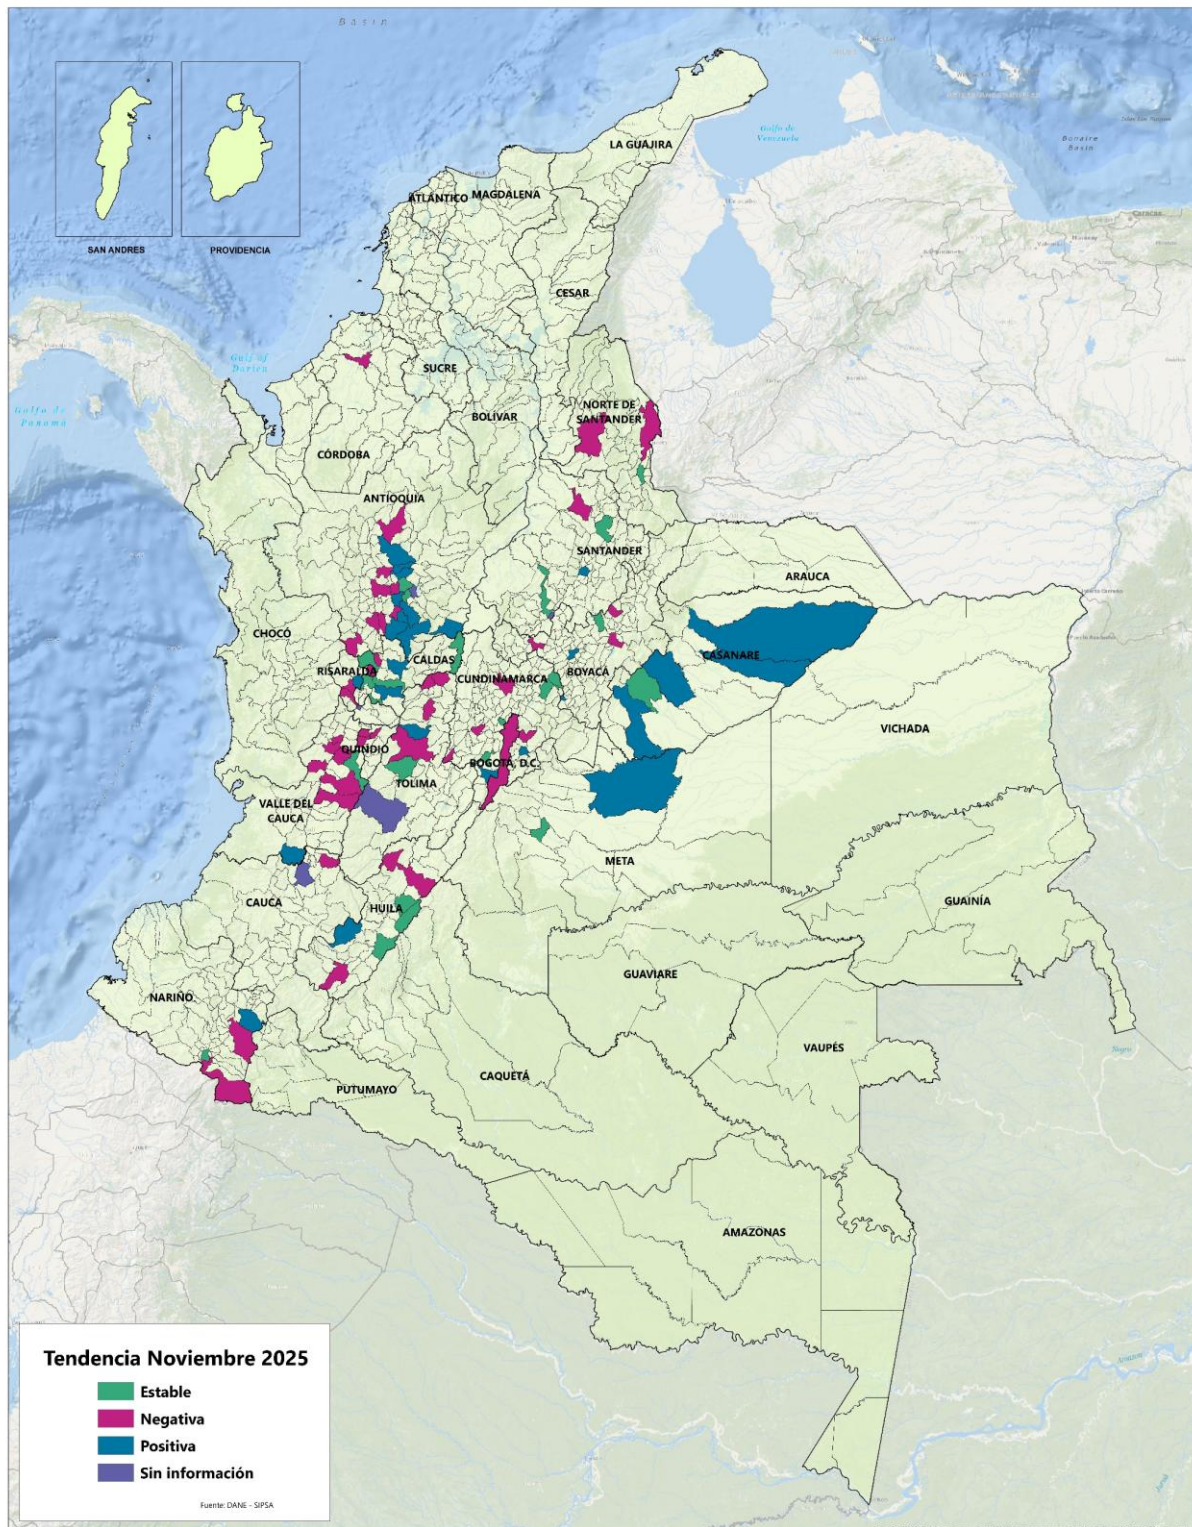 Basin
Golfo de
Venezuela
Bonaire
Basin
LA GUAJIRA
ATLÁNTICO
MAGDALENA
SAN ANDRES
PROVIDENCIA
CESAR
Gulf of
Darien
SUCRE
Golfo de
Panamá
BOLÍVAR
NORTE DE
SANTANDER
CÓRDOBA
ANTIOQUIA
SANTANDER
ARAUCA
CHOCÓ
CASANARE
CALDAS
RISARALDA
CUNDINAMARCA
BOYACÁ
VICHADA
QUINDIO
BOGOTÁ, D.C.
TOLIMA
VALLE DEL
CAUCA
META
CAUCA
HUILA
GUAINÍA
GUAVIARE
NARIÑO
VAUPÉS
CAQUETÁ
PUTUMAYO
AMAZONAS
Tendencia Noviembre 2025
Estable
Negativa
Positiva
Sin información
Fuente: DANE - SIPSA